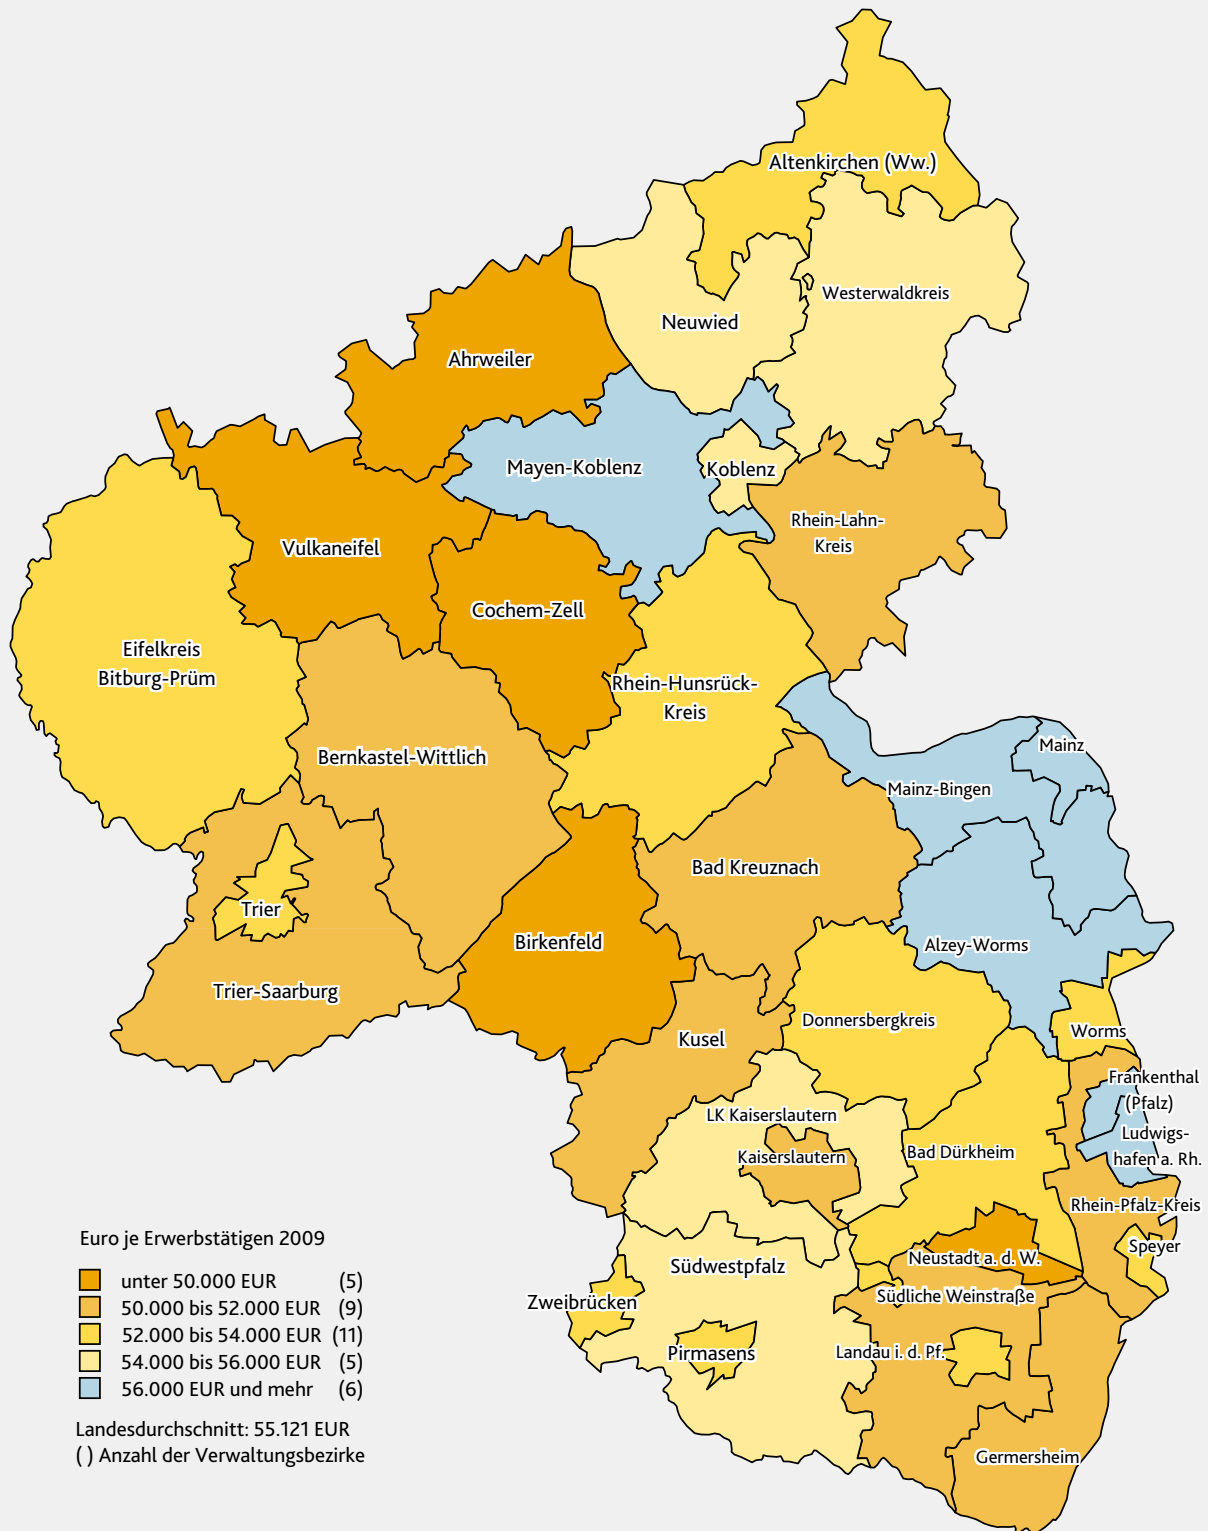 Altenkirchen (Ww.)
Westerwaldkreis
Neuwied
Ahrweiler
Mayen-Koblenz
Koblenz
Rhein-Lahn-
Kreis
Vulkaneifel
Cochem-Zell
Eifelkreis
Bitburg-Prüm
Rhein-Hunsrück-
Kreis
Bernkastel-Wittlich
Mainz
Mainz-Bingen
Bad Kreuznach
Trier
Birkenfeld
Alzey-Worms
Trier-Saarburg
Donnersbergkreis
Kusel
Worms
Frankenthal
(Pfalz)
LK Kaiserslautern
Ludwigs-
hafen a. Rh.
Kaiserslautern
Bad Dürkheim
Rhein-Pfalz-Kreis
Speyer
Neustadt a. d. W.
Südwestpfalz
Südliche Weinstraße
Zweibrücken
Pirmasens
Landau i. d. Pf.
Germersheim
Euro je Erwerbstätigen 2009
unter 50.000 EUR (5)
50.000 bis 52.000 EUR (9)
52.000 bis 54.000 EUR (11)
54.000 bis 56.000 EUR (5)
56.000 EUR und mehr (6)
Landesdurchschnitt: 55.121 EUR
( ) Anzahl der Verwaltungsbezirke